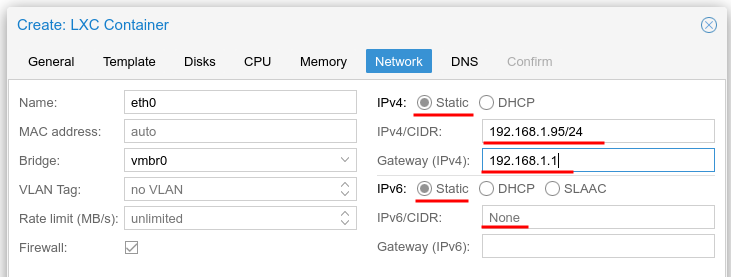 Create: LXC Container
General Template Disks CPU Memory Network DNS Confirm
Name: eth0
MAC address: auto
Bridge: vmbr0
VLAN Tag: no VLAN
Rate limit (MB/s): unlimited
Firewall:
IPv4: Static DHCP
IPv4/CIDR: 192.168.1.95/24
Gateway (IPv4): 192.168.1.1
IPv6: Static DHCP SLAAC
IPv6/CIDR: None
Gateway (IPv6):